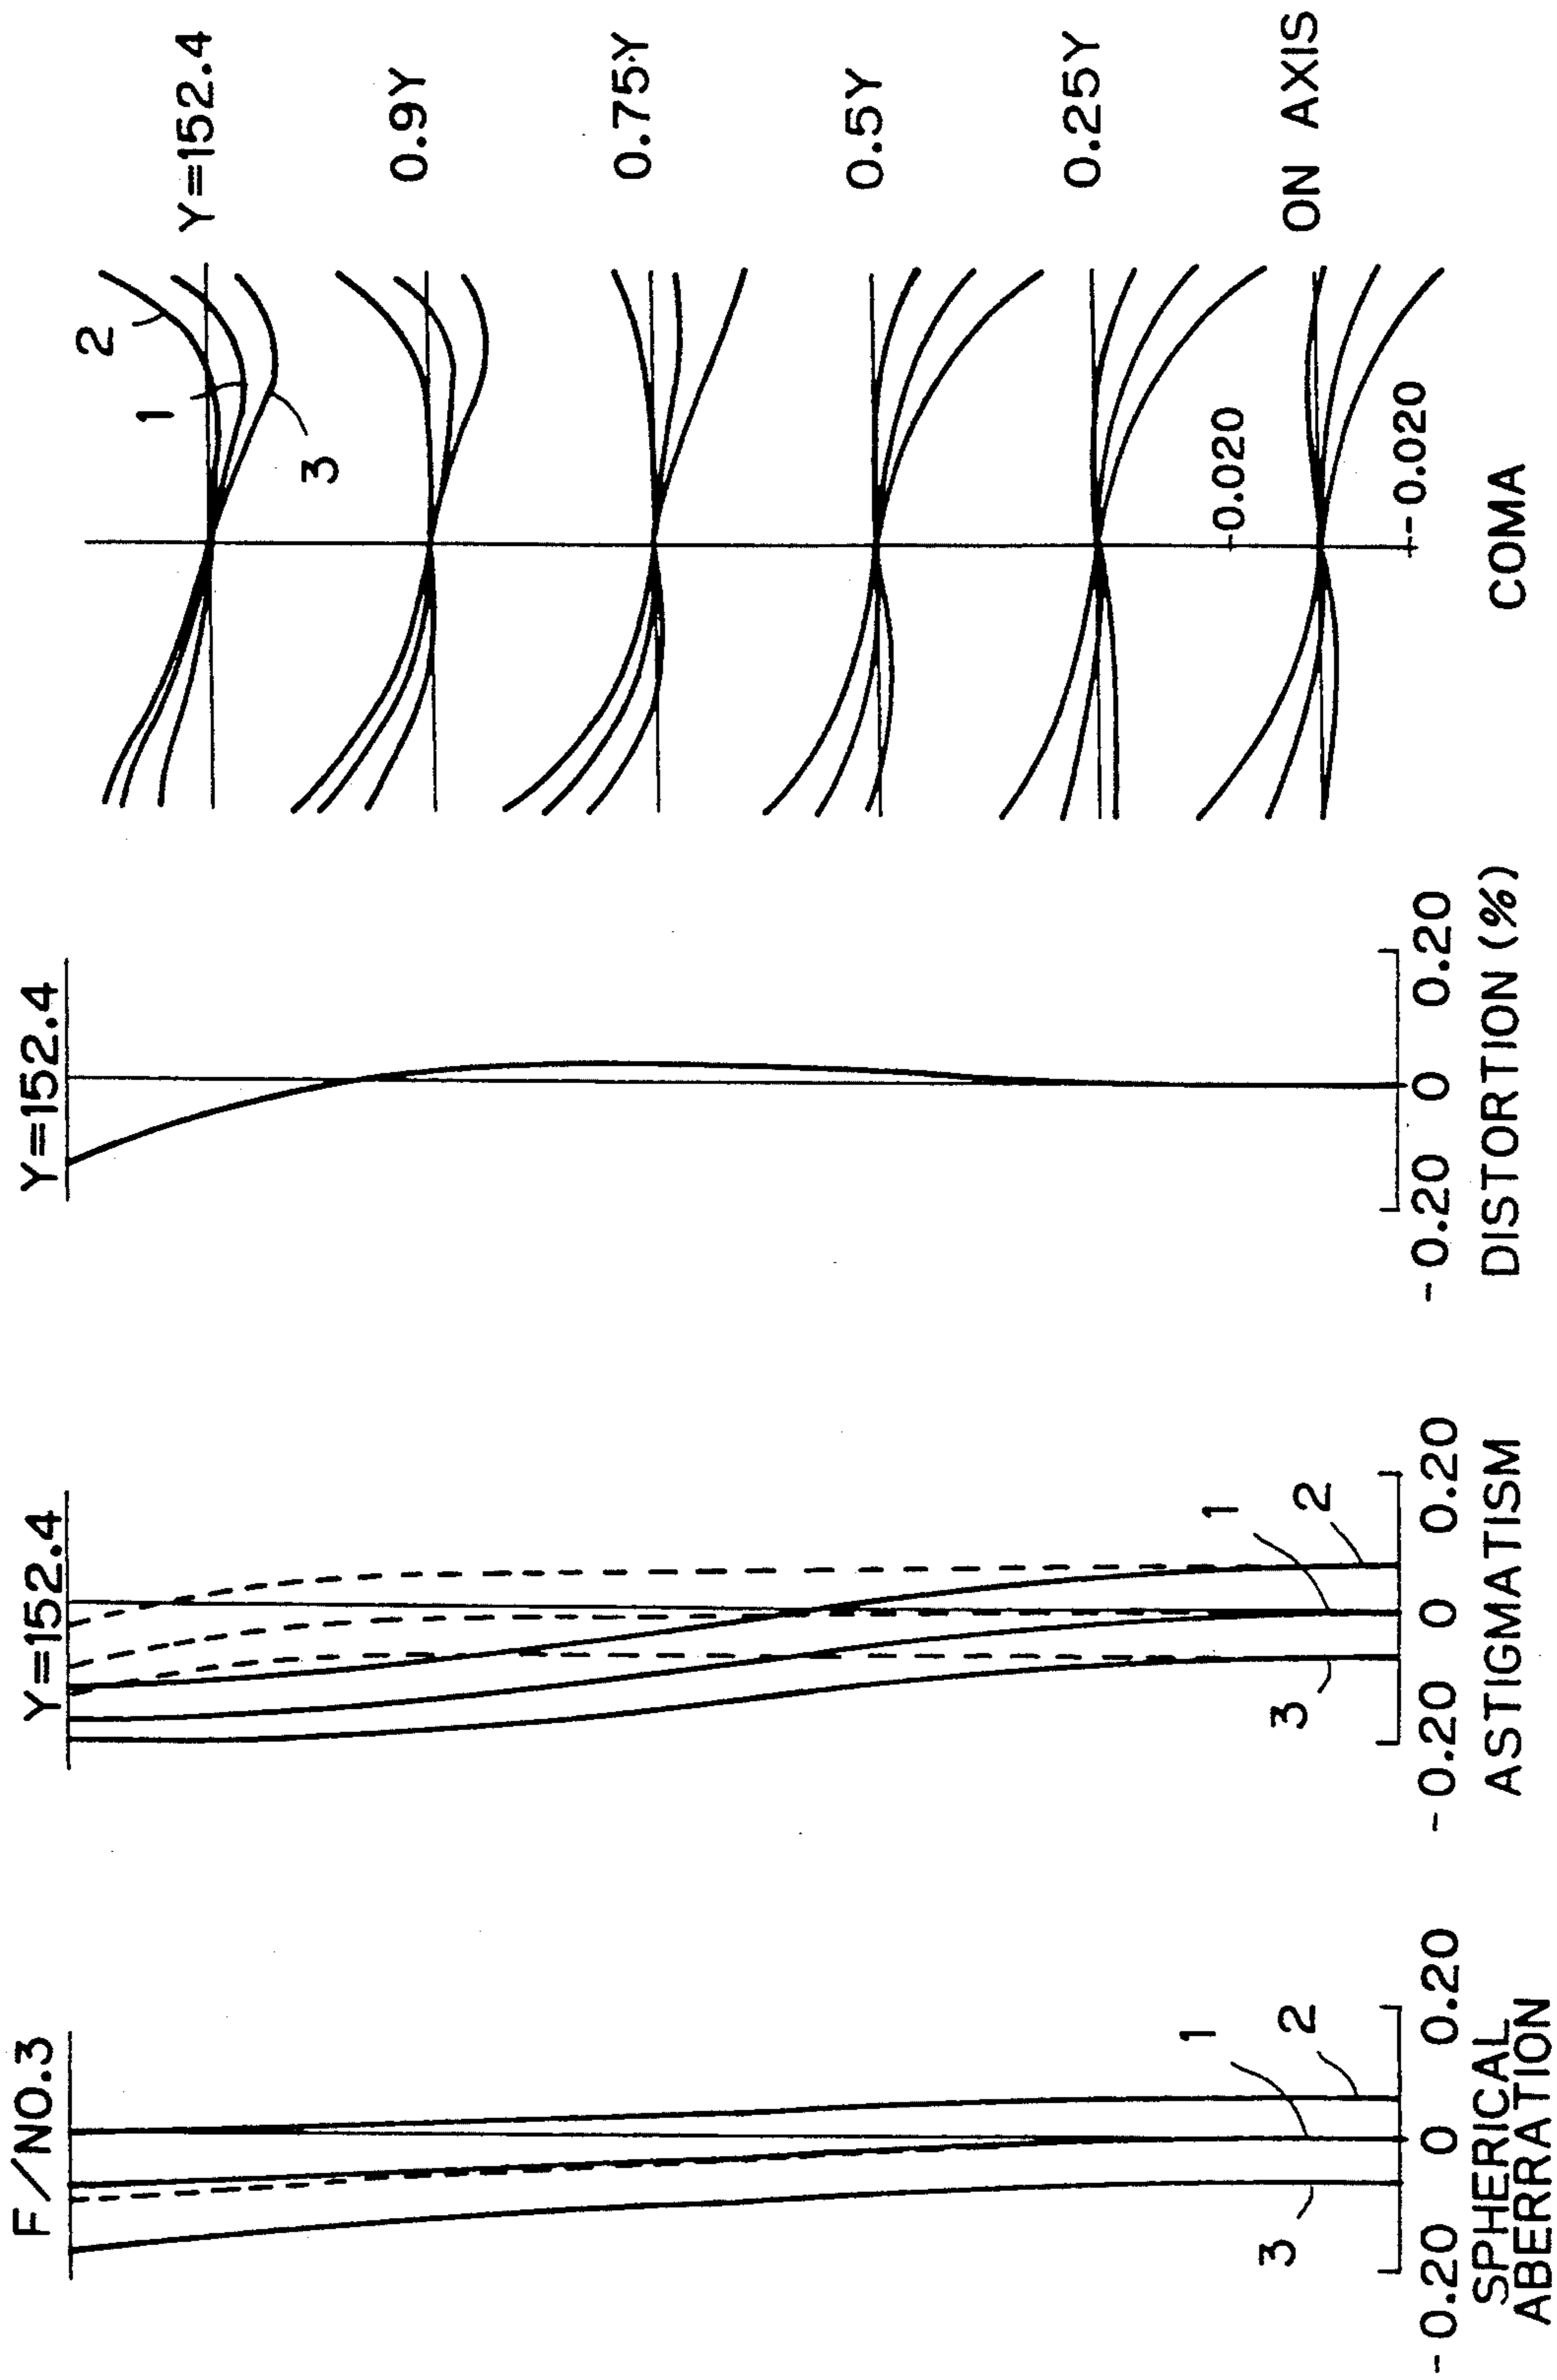 F/NO.3
1
2
3
-0.20 0 0.20
SPHERICAL
ABERRATION
Y=152.4
1
2
3
-0.20 0 0.20
ASTIGMATISM
Y=152.4
-0.20 0 0.20
DISTORTION (%)
2
1
3
Y=152.4
0.9Y
0.75Y
0.5Y
0.25Y
0.020
ON AXIS
-0.020
COMA